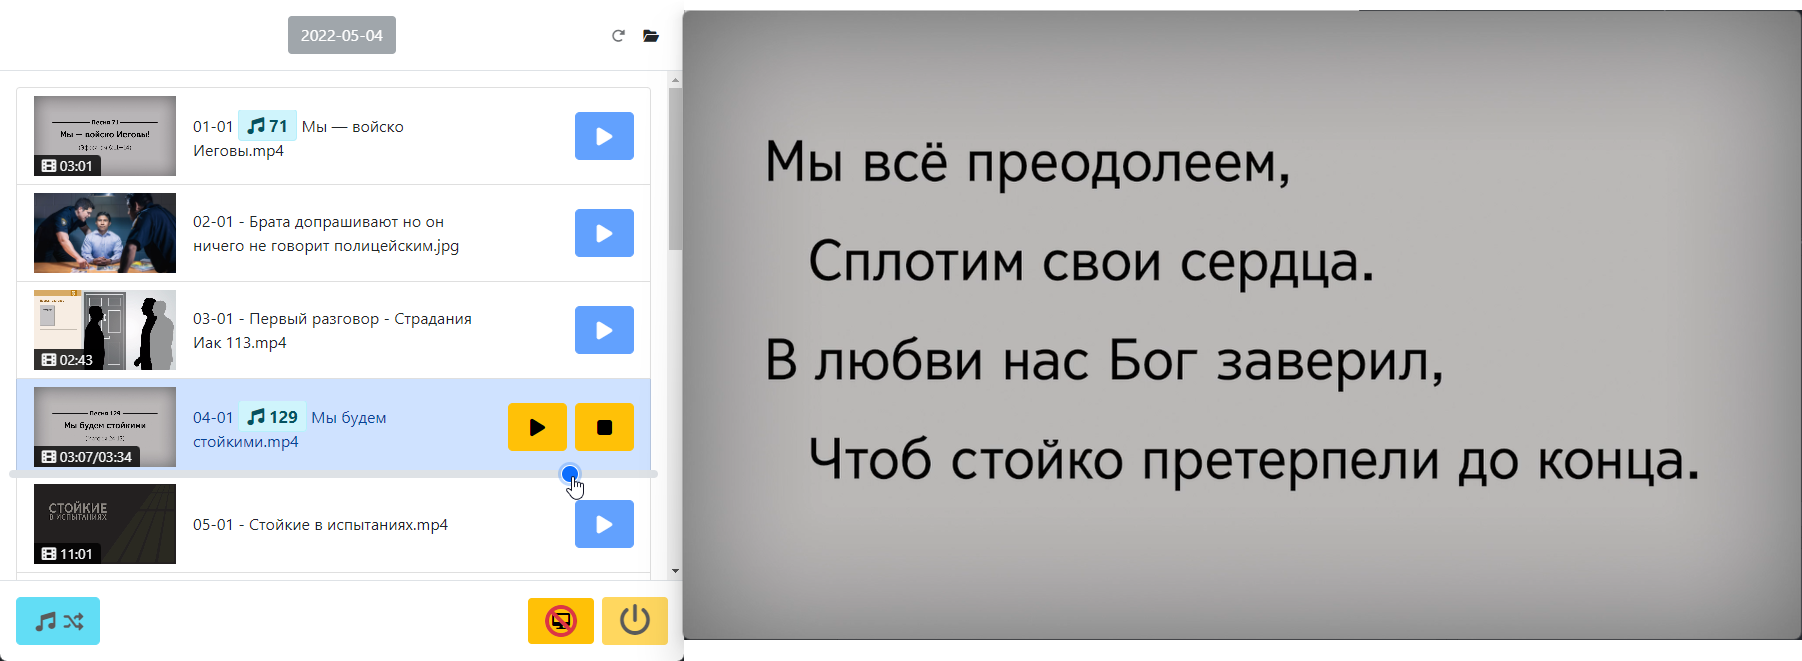 2022-05-04
Песня 71
Мы — войско Иеговы!
03:01
01-01 71 Мы — войско
Иеговы.mp4
02-01 - Брата допрашивают но он
ничего не говорит полицейским.jpg
02:43
03-01 - Первый разговор - Страдания
Иак 113.mp4
Песня 129
Мы будем стойкими
03:07/03:34
04-01 129 Мы будем
стойкими.mp4
СТОЙКИЕ
В ИСПЫТАНИЯХ
11:01
05-01 - Стойкие в испытаниях.mp4
Мы всё преодолеем,
Сплотим свои сердца.
В любви нас Бог заверил,
Чтоб стойко претерпели до конца.